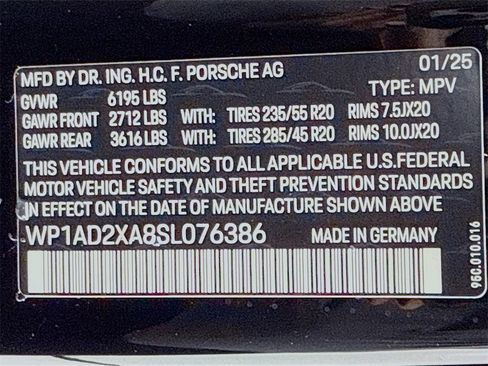 MFD BY DR. ING. H.C. F. PORSCHE AG 01/25
GVWR 6195 LBS TYPE: MPV
GAWR FRONT 2712 LBS WITH: TIRES 235/55 R20 RIMS 7.5JX20
GAWR REAR 3616 LBS WITH: TIRES 285/45 R20 RIMS 10.0JX20
THIS VEHICLE CONFORMS TO ALL APPLICABLE U.S.FEDERAL
MOTOR VEHICLE SAFETY AND THEFT PREVENTION STANDARDS
IN EFFECT ON THE DATE OF MANUFACTURE SHOWN ABOVE
WP1AD2XA8SL076386 MADE IN GERMANY
96C.010.016